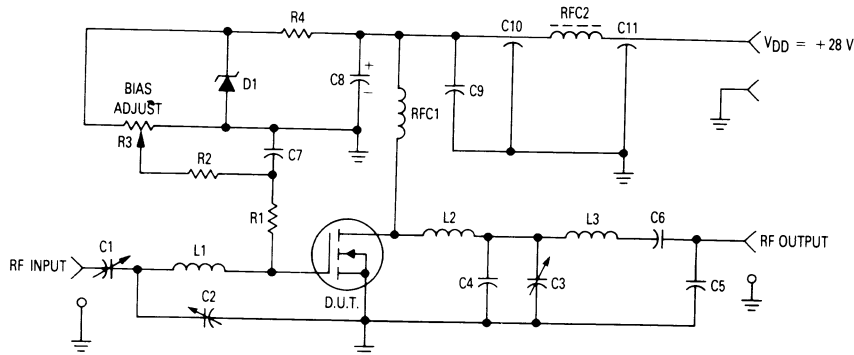 RFC2
R4
C10
C11
VDD = +28 V
+
C8
–
D1
BIAS
ADJUST
C9
RFC1
R3
C7
R2
R1
L2
L3
C6
C1
L1
RF INPUT
RF OUTPUT
C4
C3
C5
C2
D.U.T.